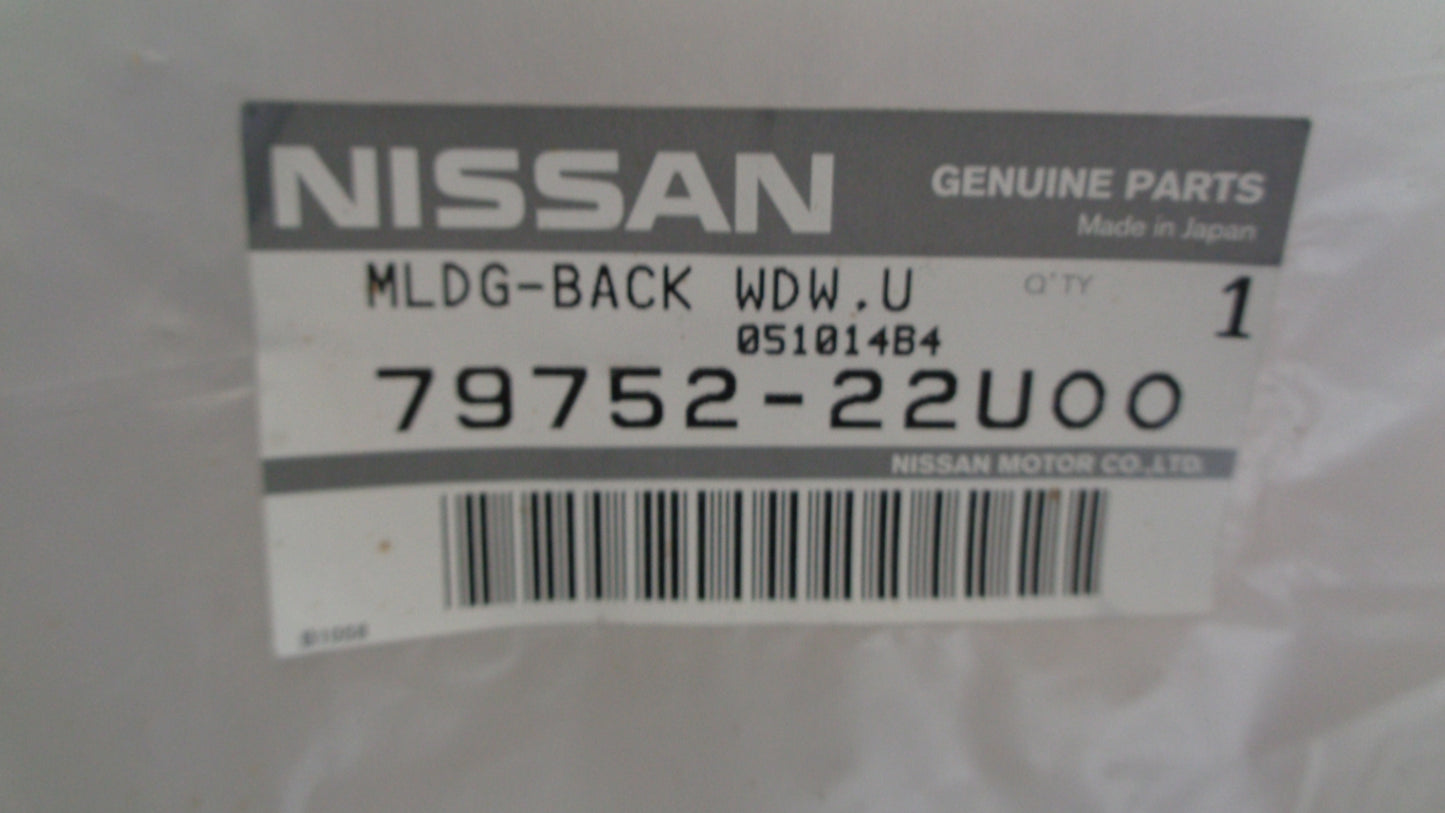 NISSAN GENUINE PARTS
Made in Japan
MLDG-BACK WDW.U Q'TY 1
051014B4
79752-22U00
NISSAN MOTOR CO.,LTD.